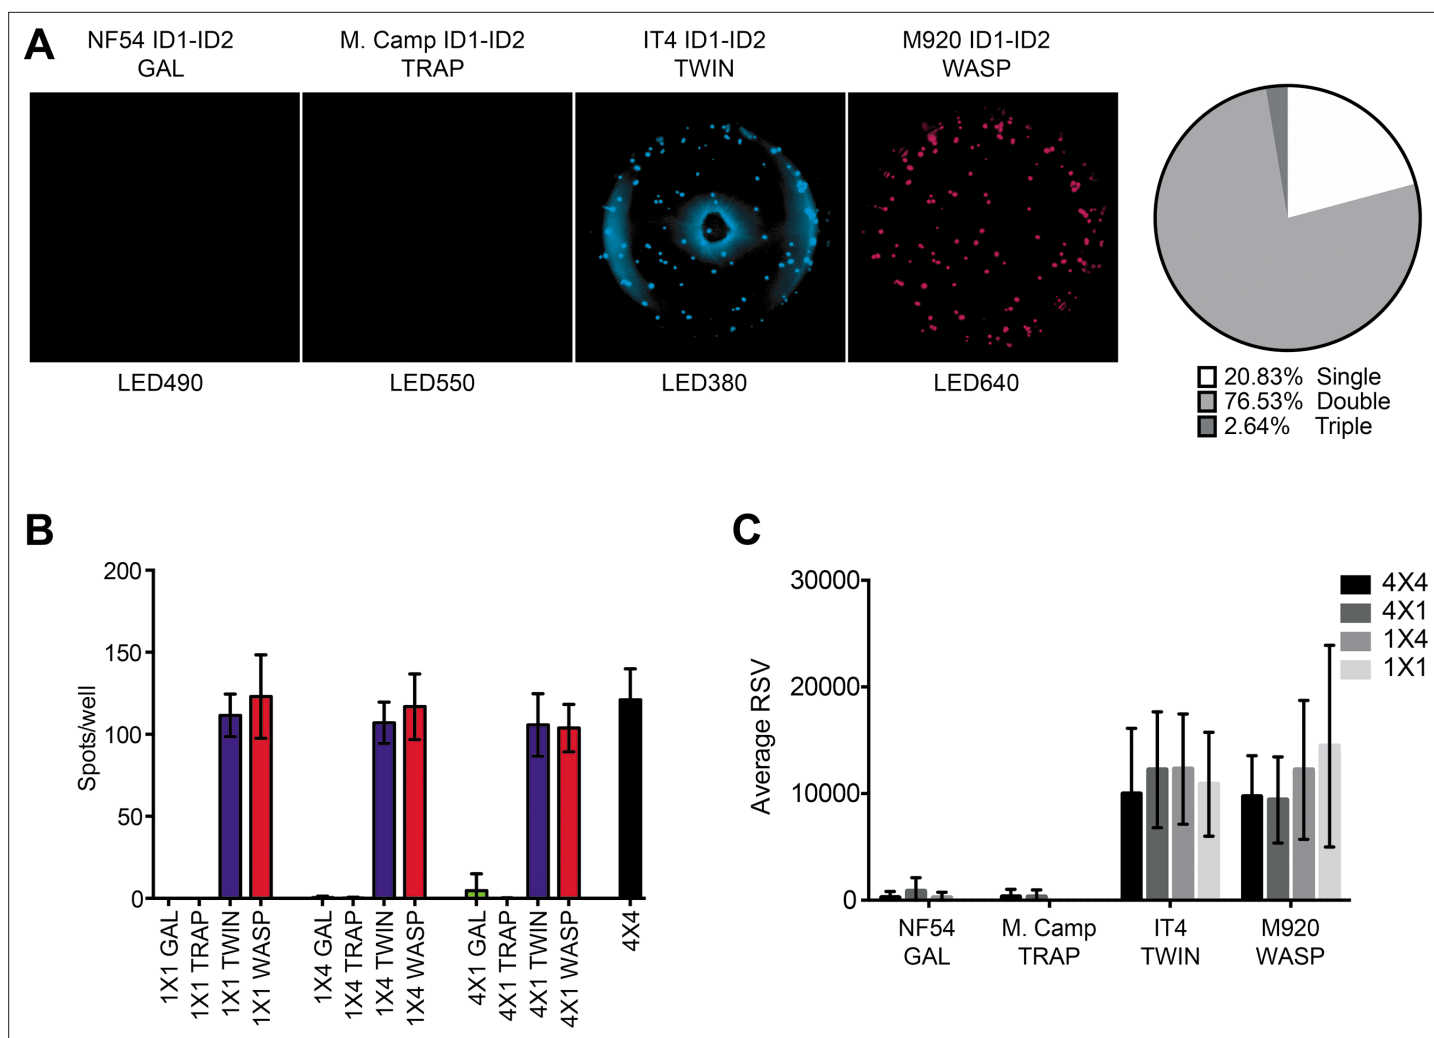 A
NF54 ID1-ID2
GAL
M. Camp ID1-ID2
TRAP
IT4 ID1-ID2
TWIN
M920 ID1-ID2
WASP
LED490
LED550
LED380
LED640
20.83% Single
76.53% Double
2.64% Triple
B
200
150
100
50
0
Spots/well
1X1 GAL
1X1 TRAP
1X1 TWIN
1X1 WASP
1X4 GAL
1X4 TRAP
1X4 TWIN
1X4 WASP
4X1 GAL
4X1 TRAP
4X1 TWIN
4X1 WASP
4X4
C
30000
20000
10000
0
Average RSV
4X4
4X1
1X4
1X1
NF54
GAL
M. Camp
TRAP
IT4
TWIN
M920
WASP